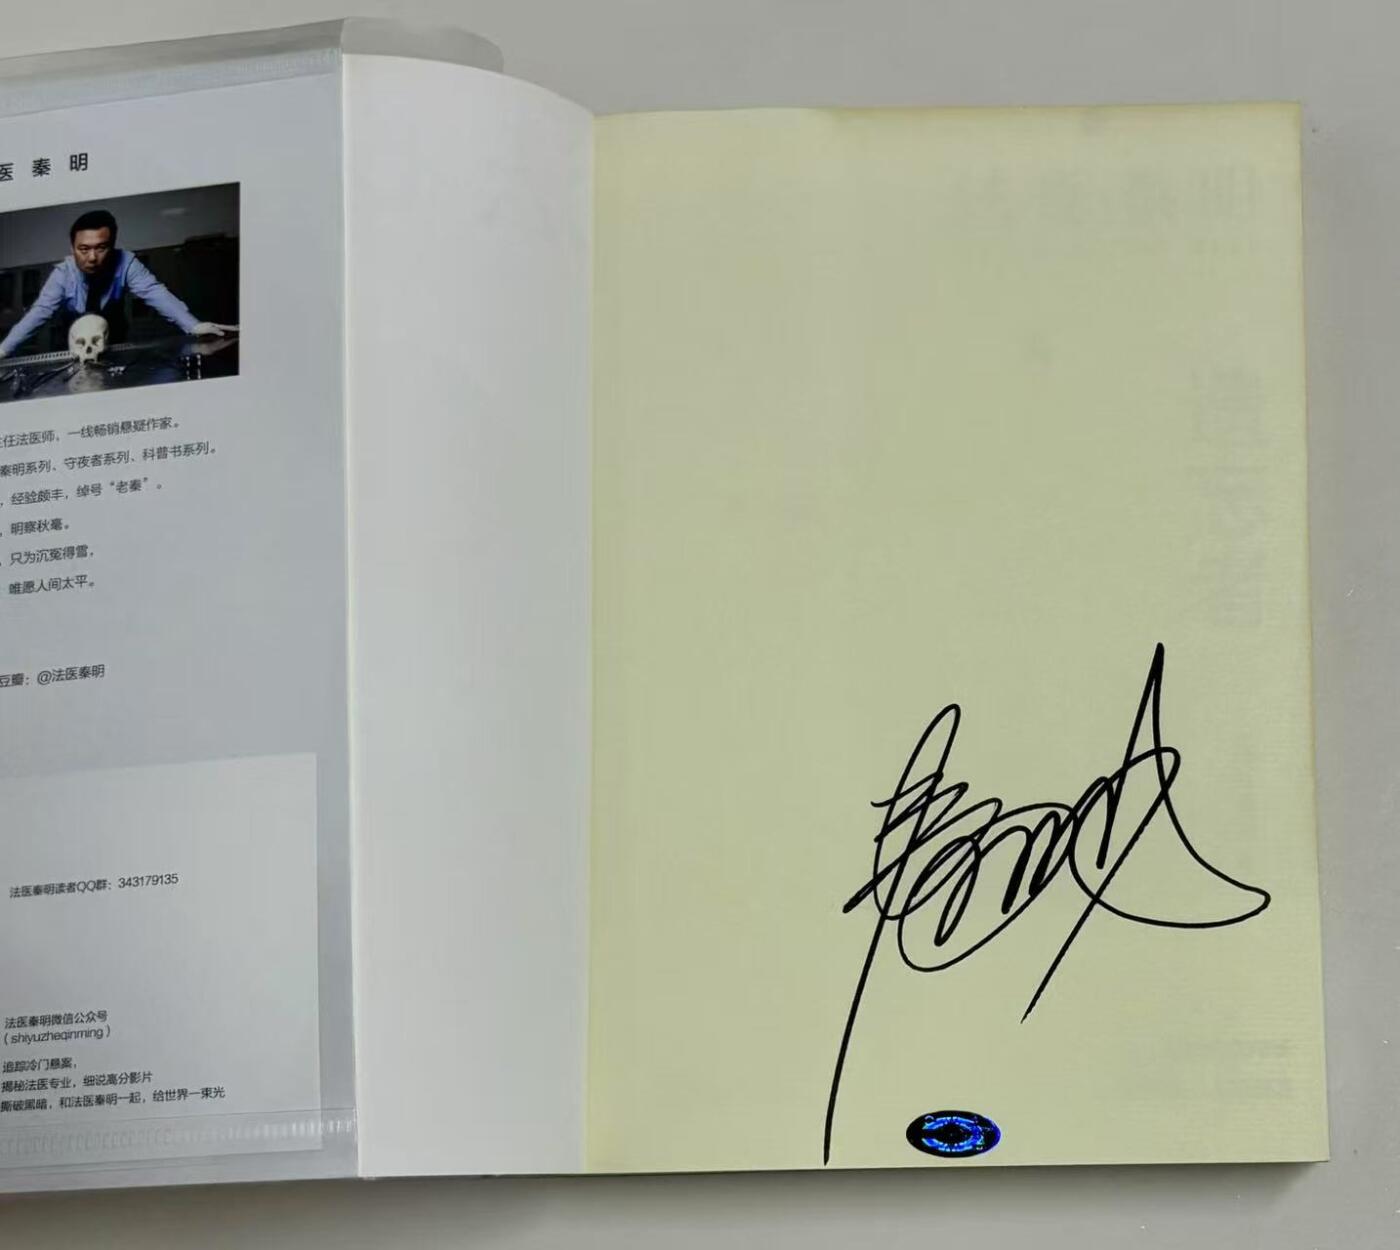 医 秦 明
主任法医师，一线畅销悬疑作家。
秦明系列、守夜者系列、科普书系列。
，经验颇丰，绰号“老秦”。
，明察秋毫。
，只为沉冤得雪，
唯愿人间太平。
豆瓣：@法医秦明
法医秦明读者QQ群：343179135
法医秦明微信公众号
（shiyuzheqinming）
追踪冷门悬案，
揭秘法医专业，细说高分影片
撕破黑暗，和法医秦明一起，给世界一束光